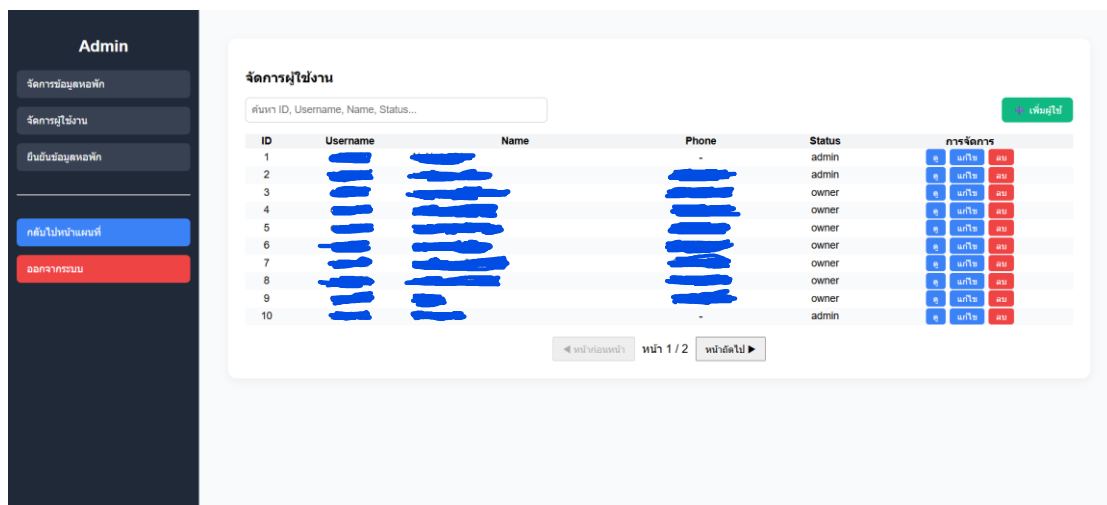 Admin
จัดการข้อมูลหอพัก
จัดการผู้ใช้งาน
ยืนยันข้อมูลหอพัก
กลับไปหน้าแผนที่
ออกจากระบบ
จัดการผู้ใช้งาน
ค้นหา ID, Username, Name, Status...
เพิ่มผู้ใช้
ID Username Name Phone Status การจัดการ
1 - admin ดู แก้ไข ลบ
2 admin ดู แก้ไข ลบ
3 owner ดู แก้ไข ลบ
4 owner ดู แก้ไข ลบ
5 owner ดู แก้ไข ลบ
6 owner ดู แก้ไข ลบ
7 owner ดู แก้ไข ลบ
8 owner ดู แก้ไข ลบ
9 owner ดู แก้ไข ลบ
10 - admin ดู แก้ไข ลบ
◀ หน้าก่อนหน้า หน้า 1 / 2 หน้าถัดไป ▶